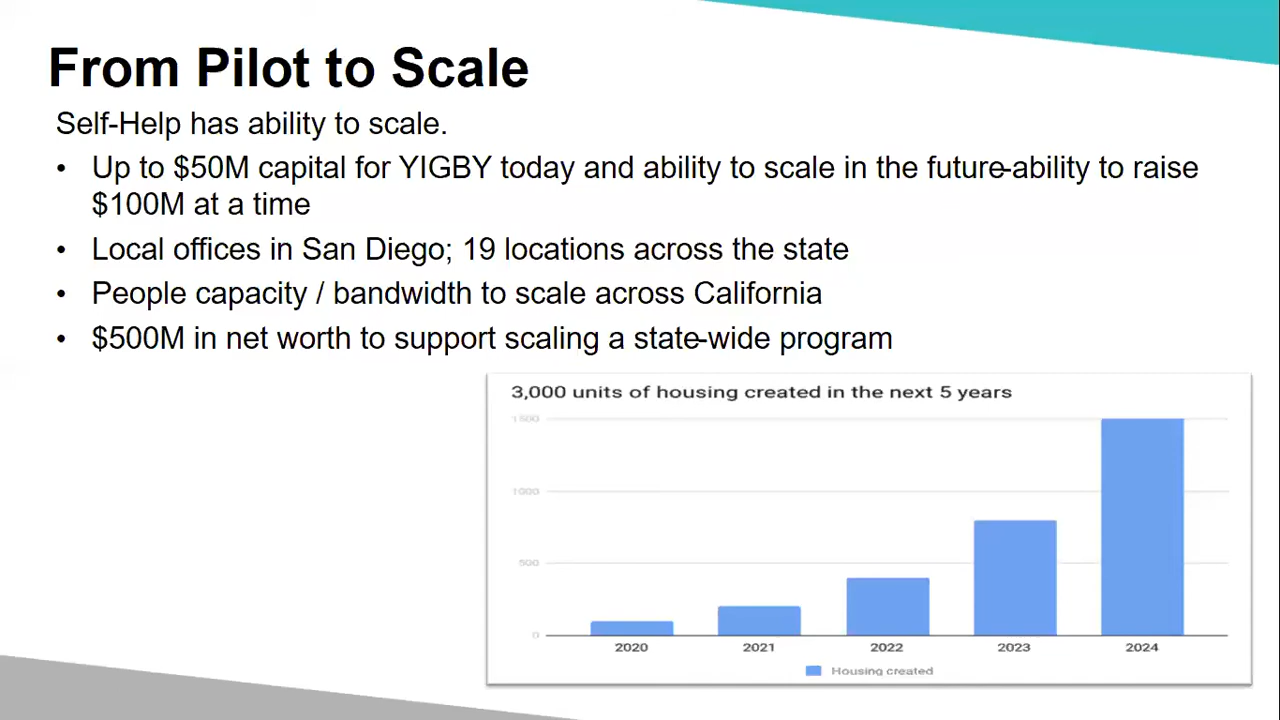 From Pilot to Scale
Self-Help has ability to scale.
• Up to $50M capital for YIGBY today and ability to scale in the future-ability to raise
$100M at a time
• Local offices in San Diego; 19 locations across the state
• People capacity / bandwidth to scale across California
• $500M in net worth to support scaling a state-wide program
3,000 units of housing created in the next 5 years
1500
1000
500
0
2020 2021 2022 2023 2024
Housing created